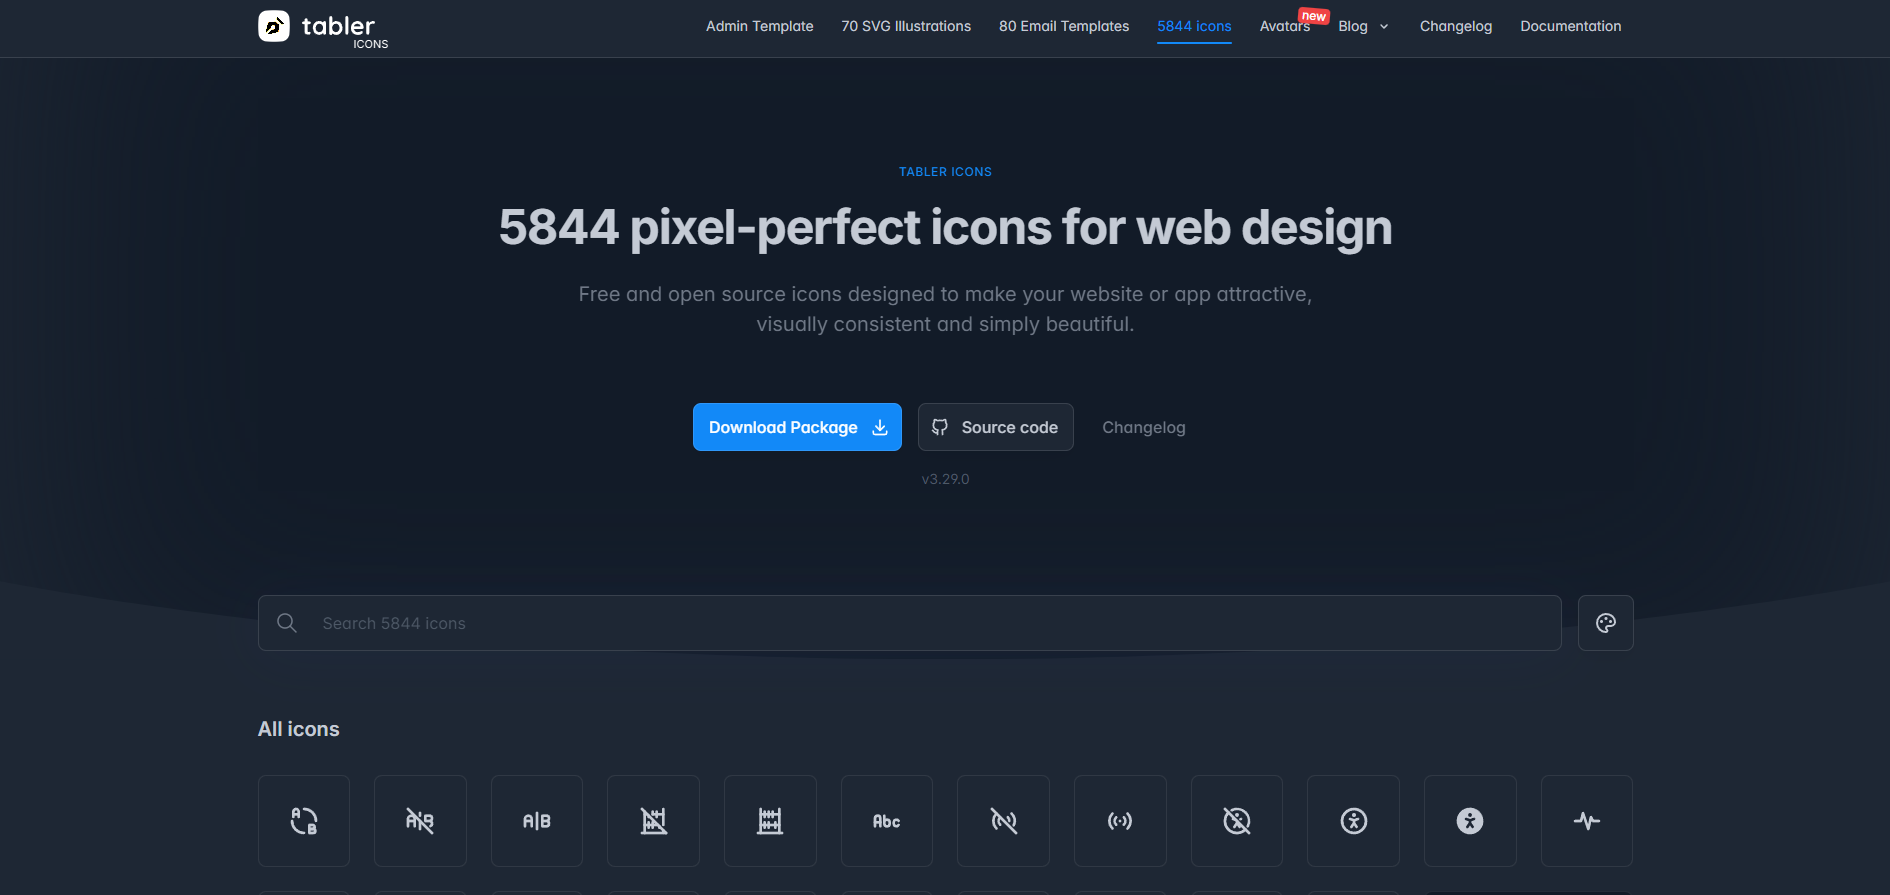 tabler
ICONS
Admin Template
70 SVG Illustrations
80 Email Templates
5844 icons
Avatars
new
Blog
Changelog
Documentation
TABLER ICONS
5844 pixel-perfect icons for web design
Free and open source icons designed to make your website or app attractive,
visually consistent and simply beautiful.
Download Package
Source code
Changelog
v3.29.0
Search 5844 icons
All icons
A B
A|B
A|B
Abc